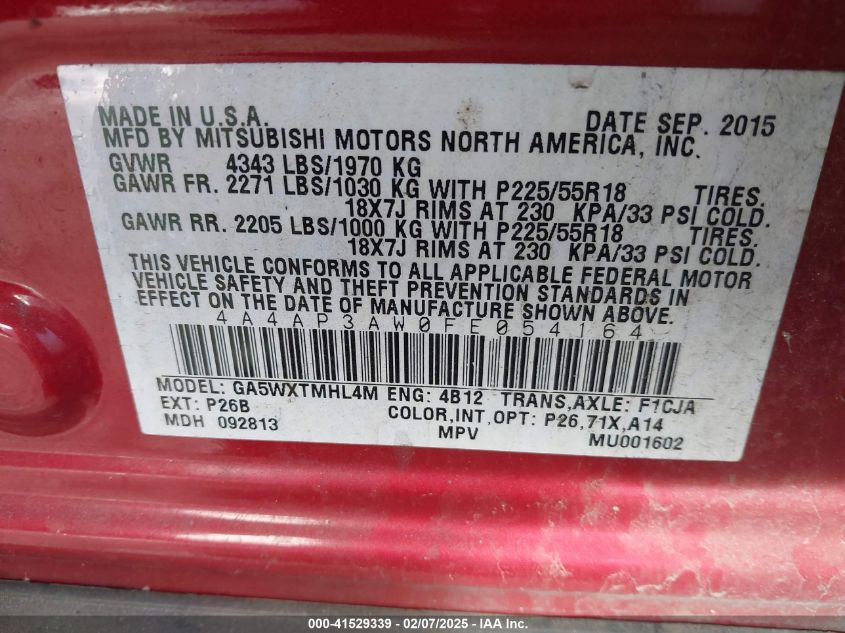 MADE IN U.S.A. DATE SEP. 2015
MFD BY MITSUBISHI MOTORS NORTH AMERICA, INC.
GVWR 4343 LBS/1970 KG
GAWR FR. 2271 LBS/1030 KG WITH P225/55R18 TIRES.
18X7J RIMS AT 230 KPA/33 PSI COLD.
GAWR RR. 2205 LBS/1000 KG WITH P225/55R18 TIRES.
18X7J RIMS AT 230 KPA/33 PSI COLD.
THIS VEHICLE CONFORMS TO ALL APPLICABLE FEDERAL MOTOR
VEHICLE SAFETY AND THEFT PREVENTION STANDARDS IN
EFFECT ON THE DATE OF MANUFACTURE SHOWN ABOVE.
4A4AP3AW0FE054164
MODEL: GA5WXTMHL4M ENG: 4B12 TRANS,AXLE: F1CJA
EXT: P26B COLOR,INT,OPT: P26,71X,A14
MDH 092813 MPV MU001602
000-41529339 - 02/07/2025 - IAAI.com